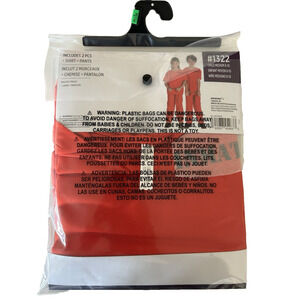 INCLUDES 2 PCS
• SHIRT • PANTS
INCLUT 2 MORCEAUX
• CHEMISE • PANTALON
#1322
⚠ WARNING: PLASTIC BAGS CAN BE DANGEROUS.
TO AVOID DANGER OF SUFFOCATION, KEEP BAGS AWAY
FROM BABIES & CHILDREN. DO NOT USE IN CRIBS, BEDS,
CARRIAGES OR PLAYPENS. THIS IS NOT A TOY.
⚠ AVERTISSEMENT: LES SACS EN PLASTIQUE PEUVENT ÊTRE
DANGEREUX. POUR ÉVITER LES DANGERS DE SUFFOCATION,
GARDEZ LES SACS HORS DE LA PORTÉE DES BÉBÉS ET DES
ENFANTS. NE PAS UTILISER DANS LES COUCHETTES, LITS,
POUSSETTES OU PARCS. CECI N'EST PAS UN JOUET.
⚠ ADVERTENCIA: LAS BOLSAS DE PLÁSTICO PUEDEN
SER PELIGROSAS. PARA EVITAR EL RIESGO DE ASFIXIA
MANTÉNGALAS FUERA DEL ALCANCE DE BEBÉS Y NIÑOS. NO
LAS USE EN CUNAS, CAMAS, COCHECITOS O CORRALITOS.
ESTO NO ES UN JUGUETE.